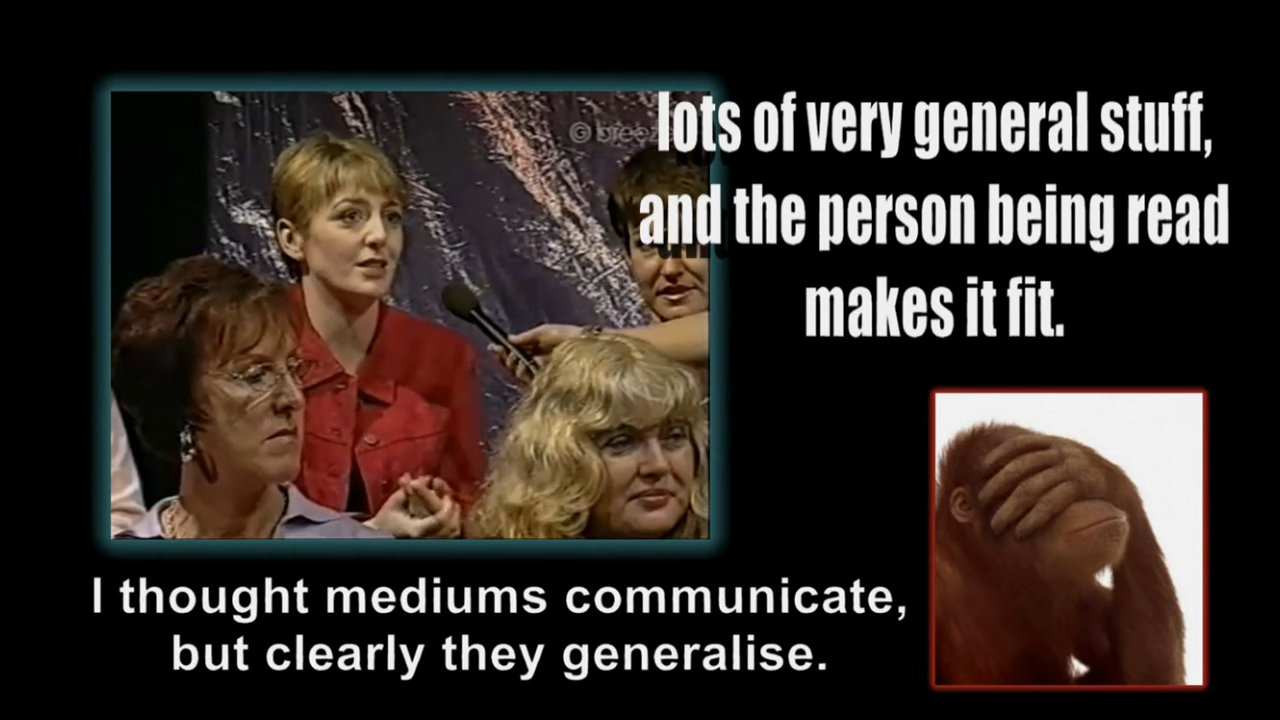 lots of very general stuff,
and the person being read
makes it fit.
I thought mediums communicate,
but clearly they generalise.